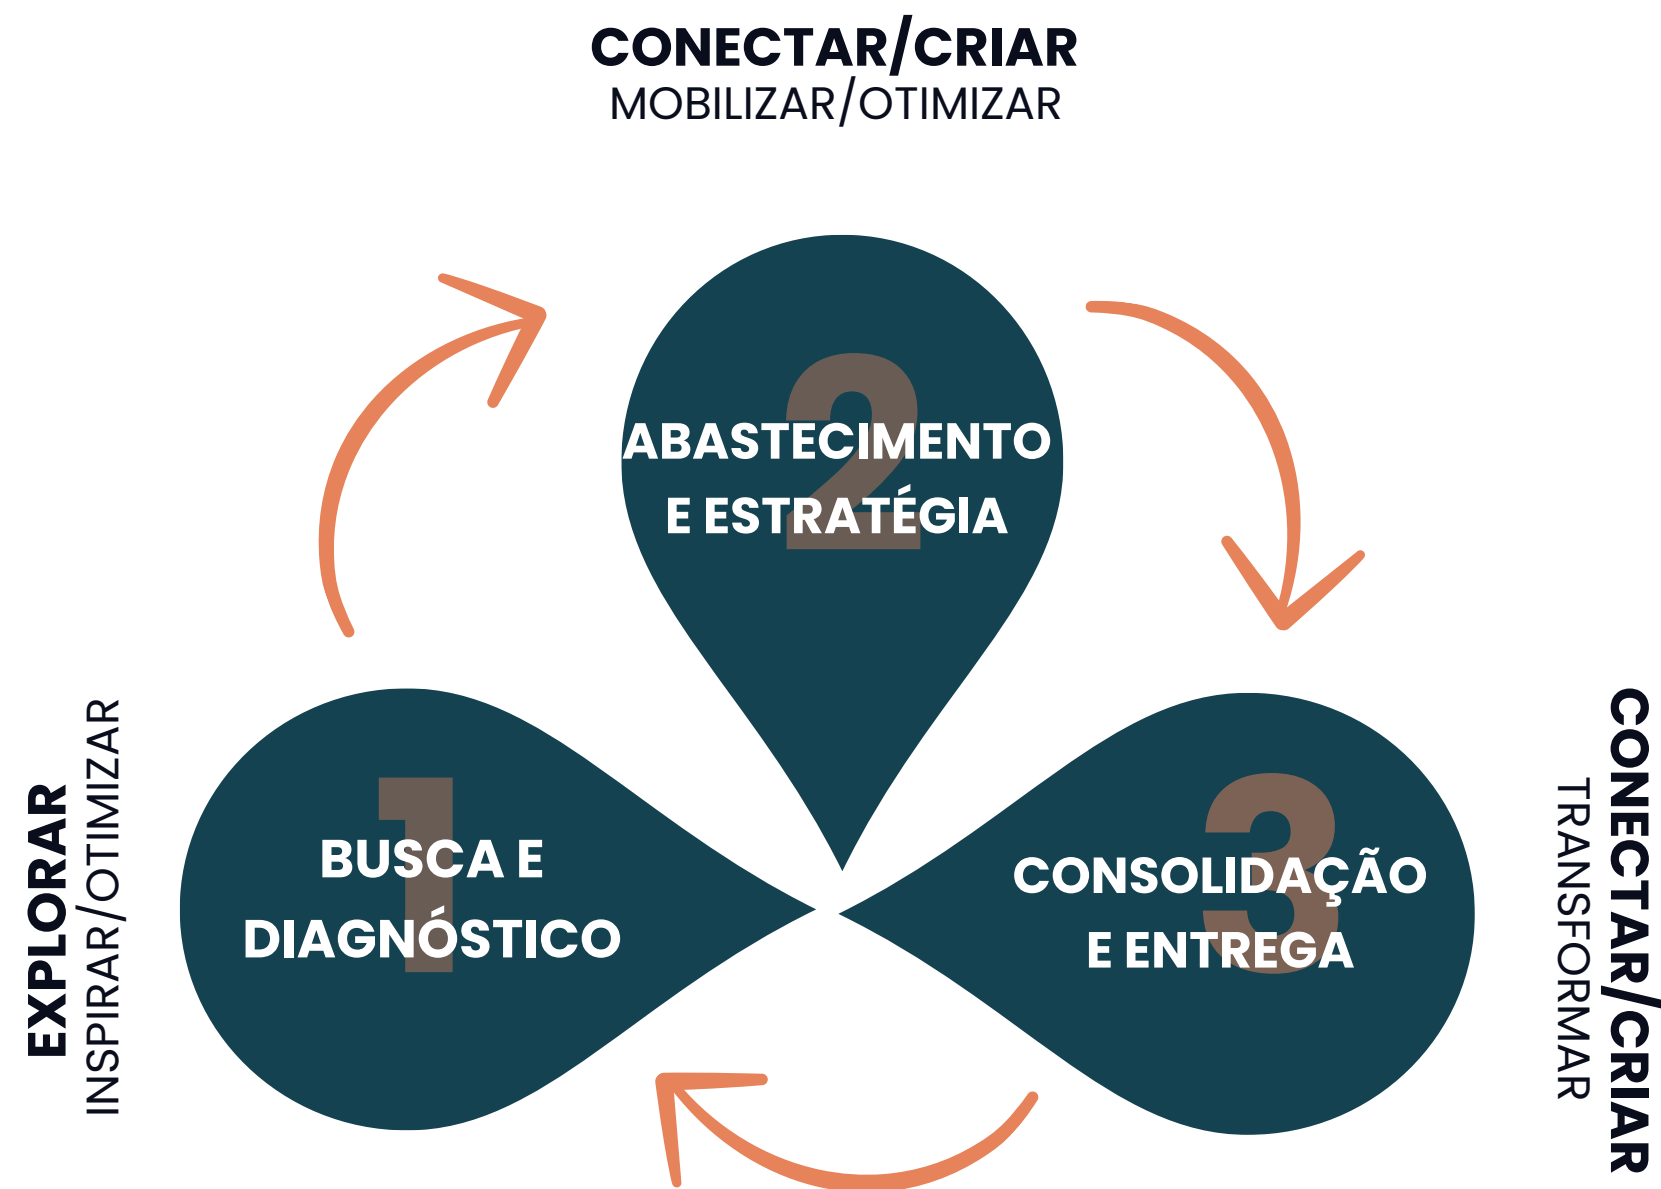 CONECTAR/CRIAR
MOBILIZAR/OTIMIZAR
2
ABASTECIMENTO
E ESTRATÉGIA
EXPLORAR
INSPIRAR/OTIMIZAR
1
BUSCA E
DIAGNÓSTICO
3
CONSOLIDAÇÃO
E ENTREGA
CONECTAR/CRIAR
TRANSFORMAR